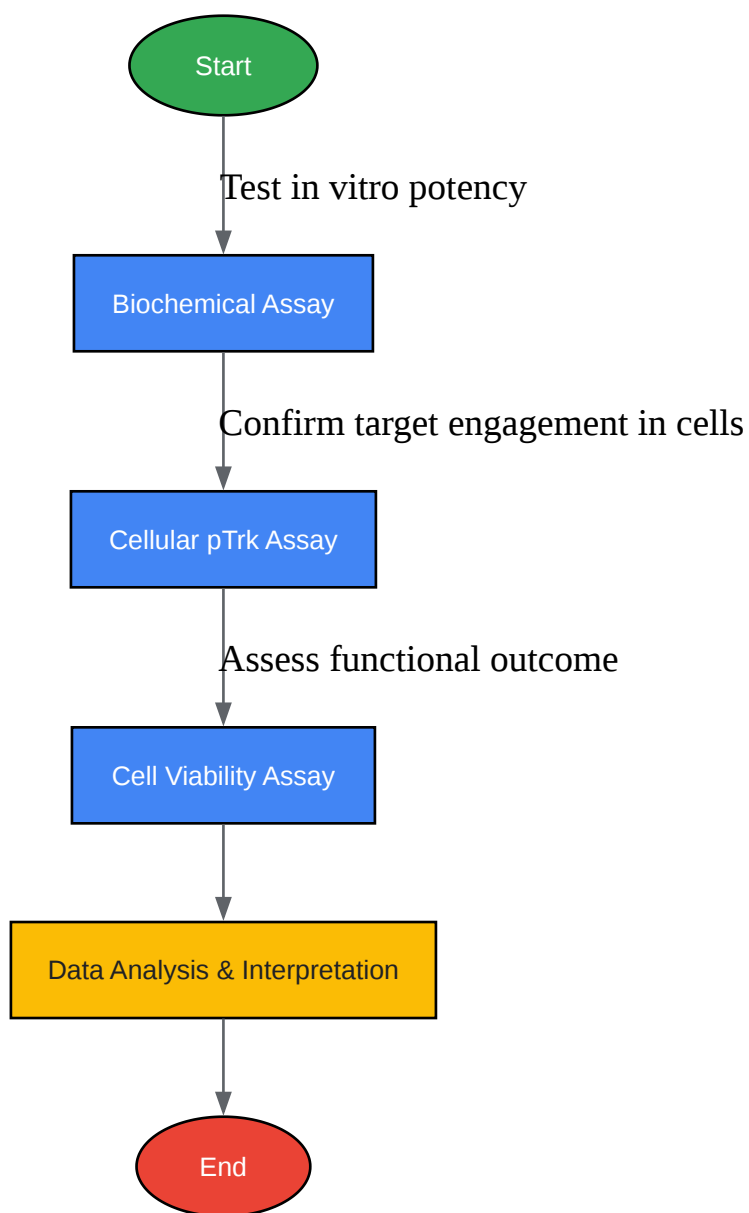 Start
Test in vitro potency
Biochemical Assay
Confirm target engagement in cells
Cellular pTrk Assay
Assess functional outcome
Cell Viability Assay
Data Analysis & Interpretation
End